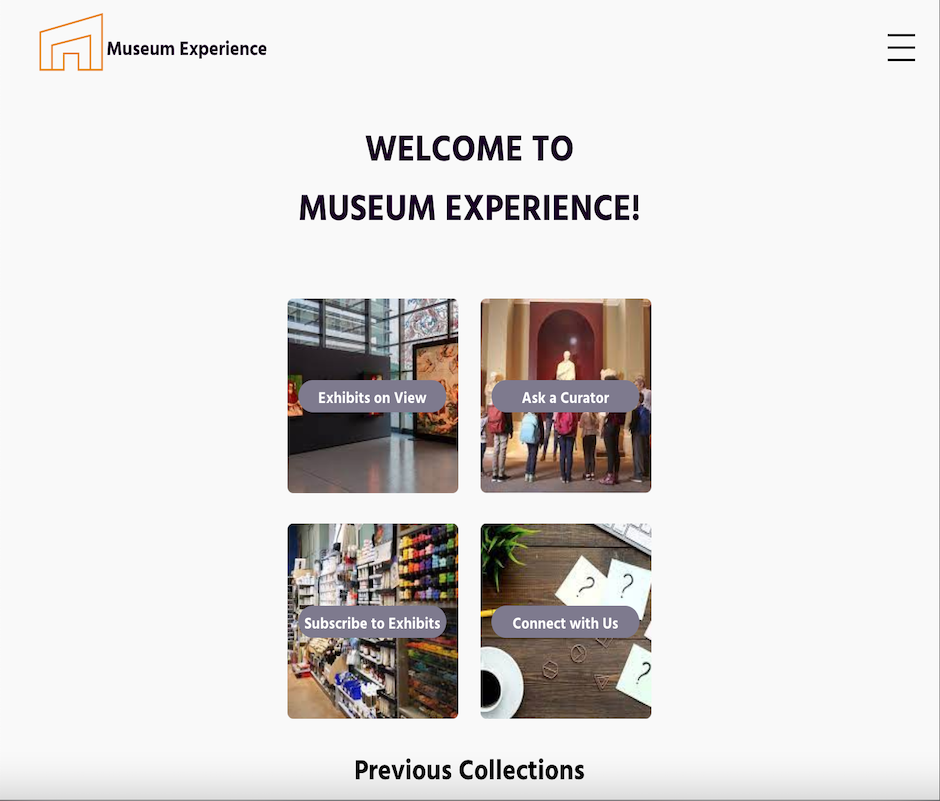 Museum Experience
WELCOME TO
MUSEUM EXPERIENCE!
Exhibits on View
Ask a Curator
Subscribe to Exhibits
Connect with Us
?
?
?
Previous Collections